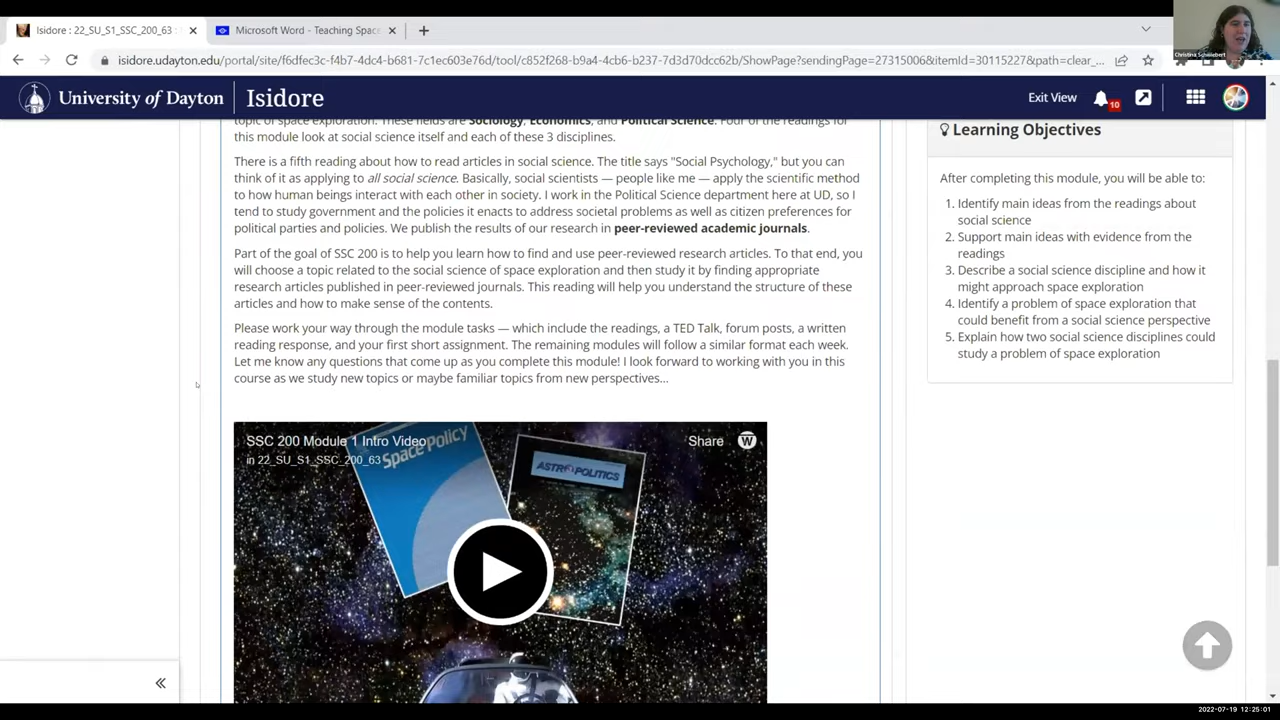 Isidore : 22_SU_S1_SSC_200_63 :
Microsoft Word - Teaching Space
Christina Schiliebert
isidore.udayton.edu/portal/site/f6dfec3c-f4b7-4dc4-b681-7c1ec603
152f268-b9a4-4cb6-b237-7d3d70dcc62b/ShowPage?sendingPage=27315006&itemId=30115227&path=clear_...
University of Dayton
Isidore
Exit View
10
topic of space exploration. These fields are Sociology, Economics, and Political Science. Four of the readings for
this module look at social science itself and each of these 3 disciplines.
There is a fifth reading about how to read articles in social science. The title says "Social Psychology," but you can
think of it as applying to all social science. Basically, social scientists — people like me — apply the scientific method
to how human beings interact with each other in society. I work in the Political Science department here at UD, so I
tend to study government and the policies it enacts to address societal problems as well as citizen preferences for
political parties and policies. We publish the results of our research in peer-reviewed academic journals.
Part of the goal of SSC 200 is to help you learn how to find and use peer-reviewed research articles. To that end, you
will choose a topic related to the social science of space exploration and then study it by finding appropriate
research articles published in peer-reviewed journals. This reading will help you understand the structure of these
articles and how to make sense of the contents.
Please work your way through the module tasks — which include the readings, a TED Talk, forum posts, a written
reading response, and your first short assignment. The remaining modules will follow a similar format each week.
Let me know any questions that come up as you complete this module! I look forward to working with you in this
course as we study new topics or maybe familiar topics from new perspectives...
Learning Objectives
After completing this module, you will be able to:
1. Identify main ideas from the readings about
social science
2. Support main ideas with evidence from the
readings
3. Describe a social science discipline and how it
might approach space exploration
4. Identify a problem of space exploration that
could benefit from a social science perspective
5. Explain how two social science disciplines could
study a problem of space exploration
SSC 200 Module 1 Intro Video
in 22_SU_S1_SSC_200_63
Share
W
Space Policy
ASTROPOLITICS
2022-07-19 12:25:01